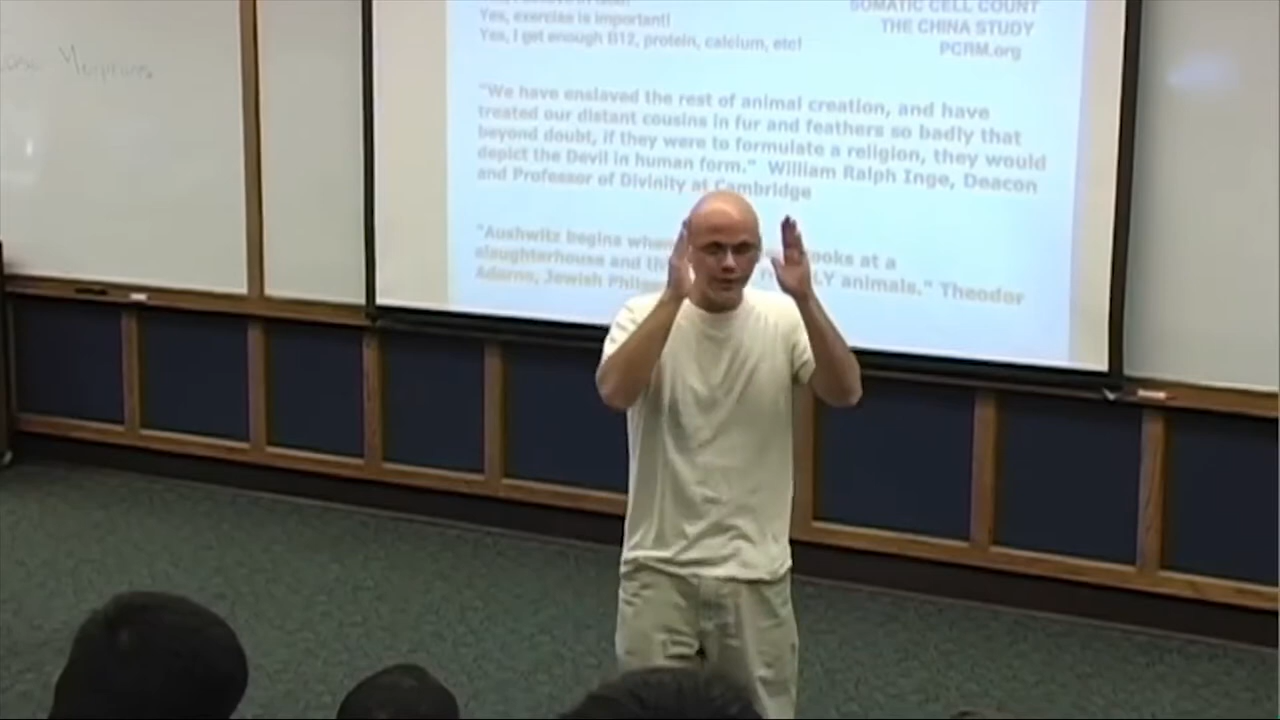 Yes, exercise is important!
Yes, I get enough B12, protein, calcium, etc!
SOMATIC CELL COUNT
THE CHINA STUDY
PCRM.org
"We have enslaved the rest of animal creation, and have
treated our distant cousins in fur and feathers so badly that
beyond doubt, if they were to formulate a religion, they would
depict the Devil in human form." William Ralph Inge, Deacon
and Professor of Divinity at Cambridge
"Aushwitz begins ooks at a
slaughterhouse and LY animals." Theodor
Adorno, Jewish